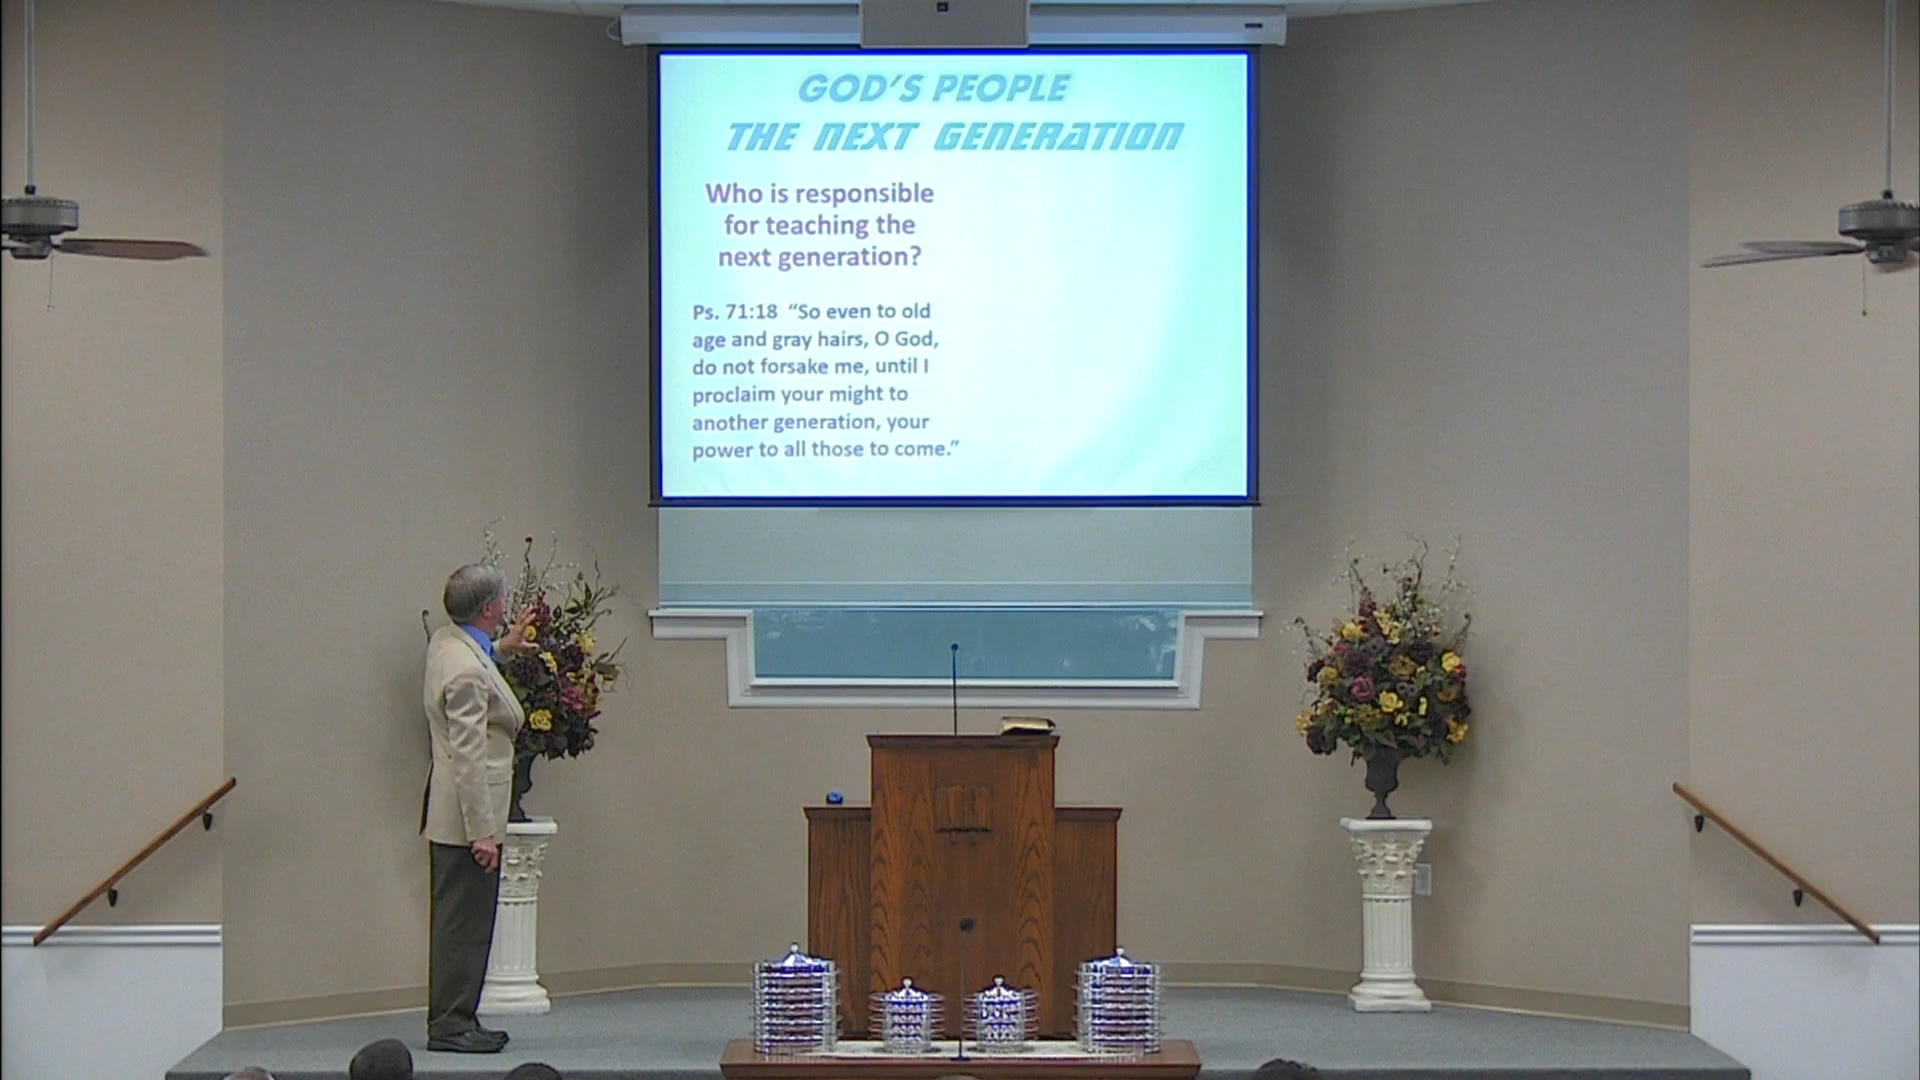 GOD'S PEOPLE
THE NEXT GENERATION
Who is responsible
for teaching the
next generation?
Ps. 71:18 “So even to old
age and gray hairs, O God,
do not forsake me, until I
proclaim your might to
another generation, your
power to all those to come.”